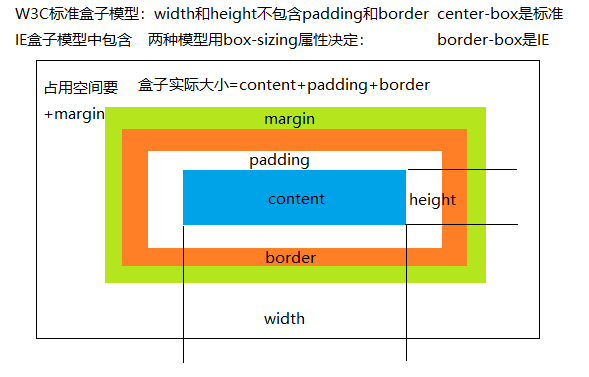 W3C标准盒子模型：width和height不包含padding和border  center-box是标准
IE盒子模型中包含  两种模型用box-sizing属性决定：  border-box是IE
占用空间要  盒子实际大小=content+padding+border
+margin
margin
padding
content  height
border
width